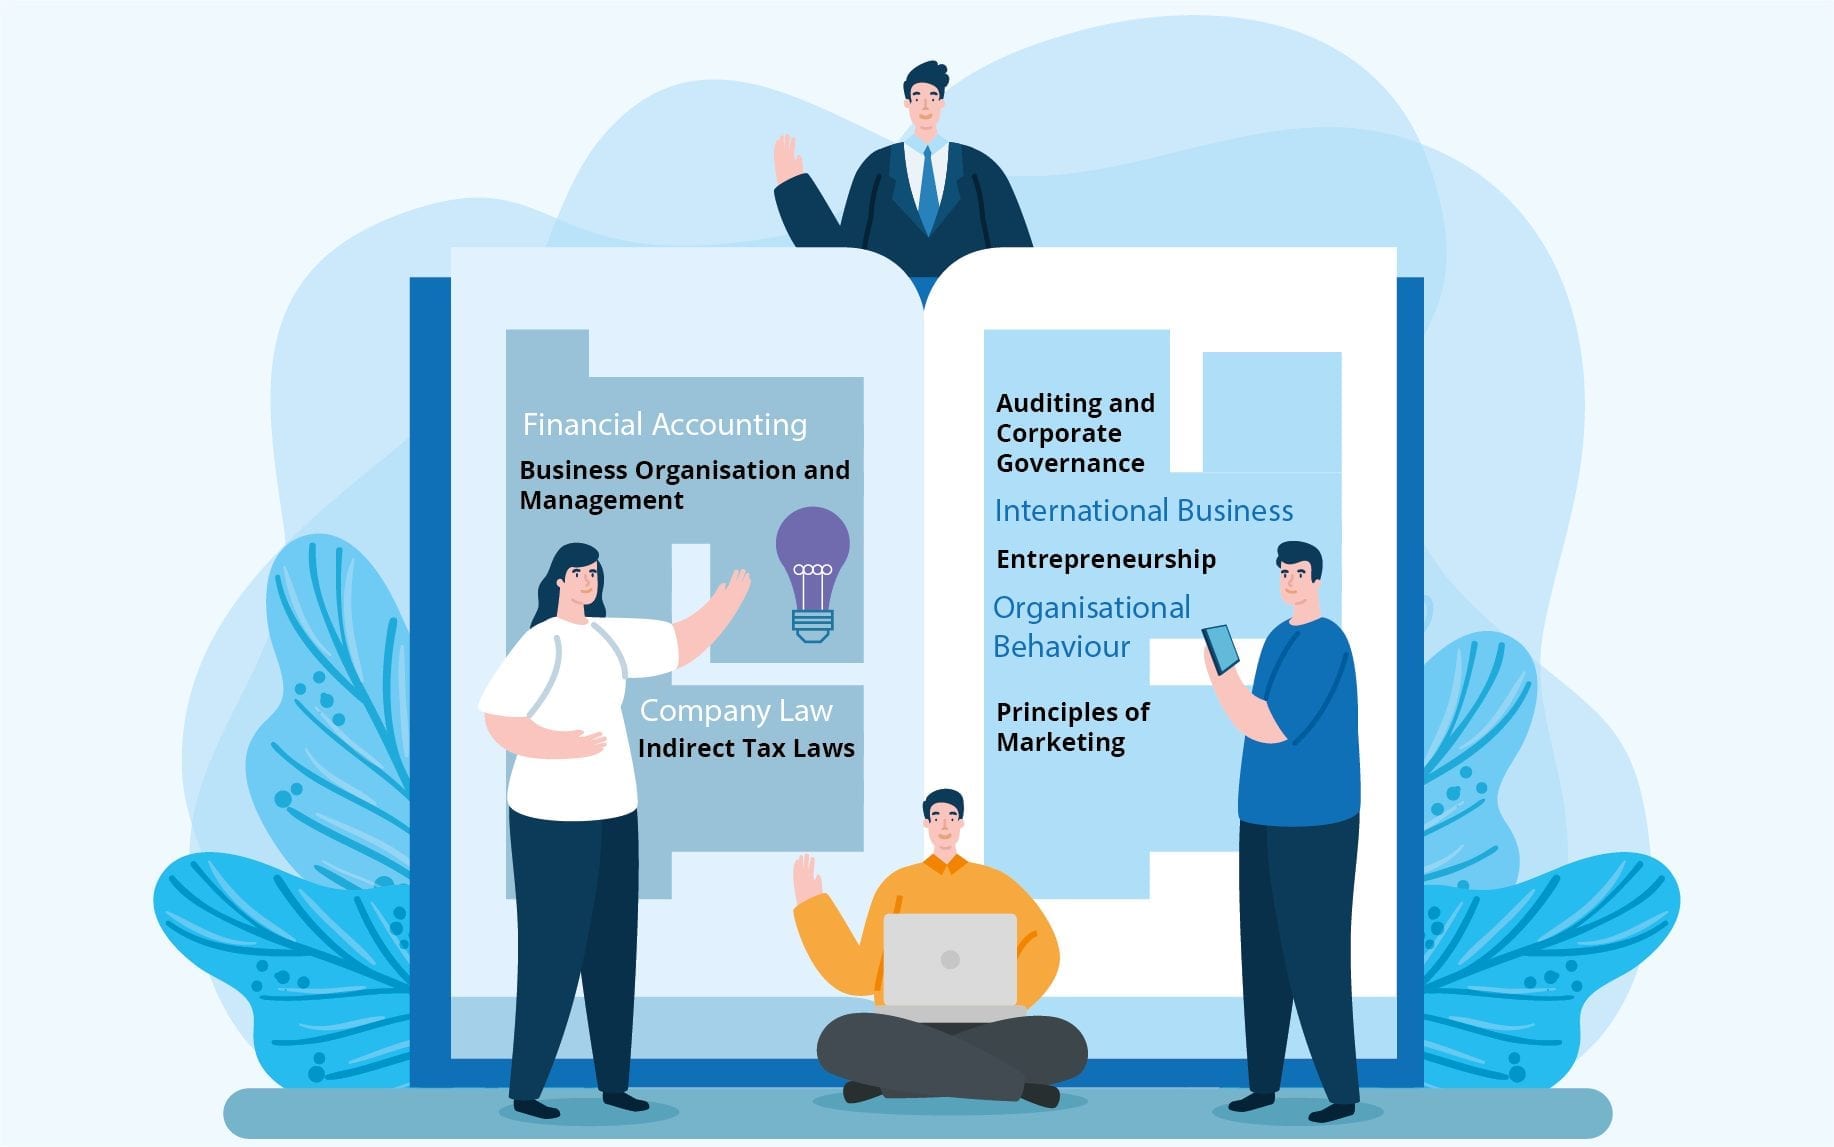 Financial Accounting
Business Organisation and
Management
Company Law
Indirect Tax Laws
Auditing and
Corporate
Governance
International Business
Entrepreneurship
Organisational
Behaviour
Principles of
Marketing